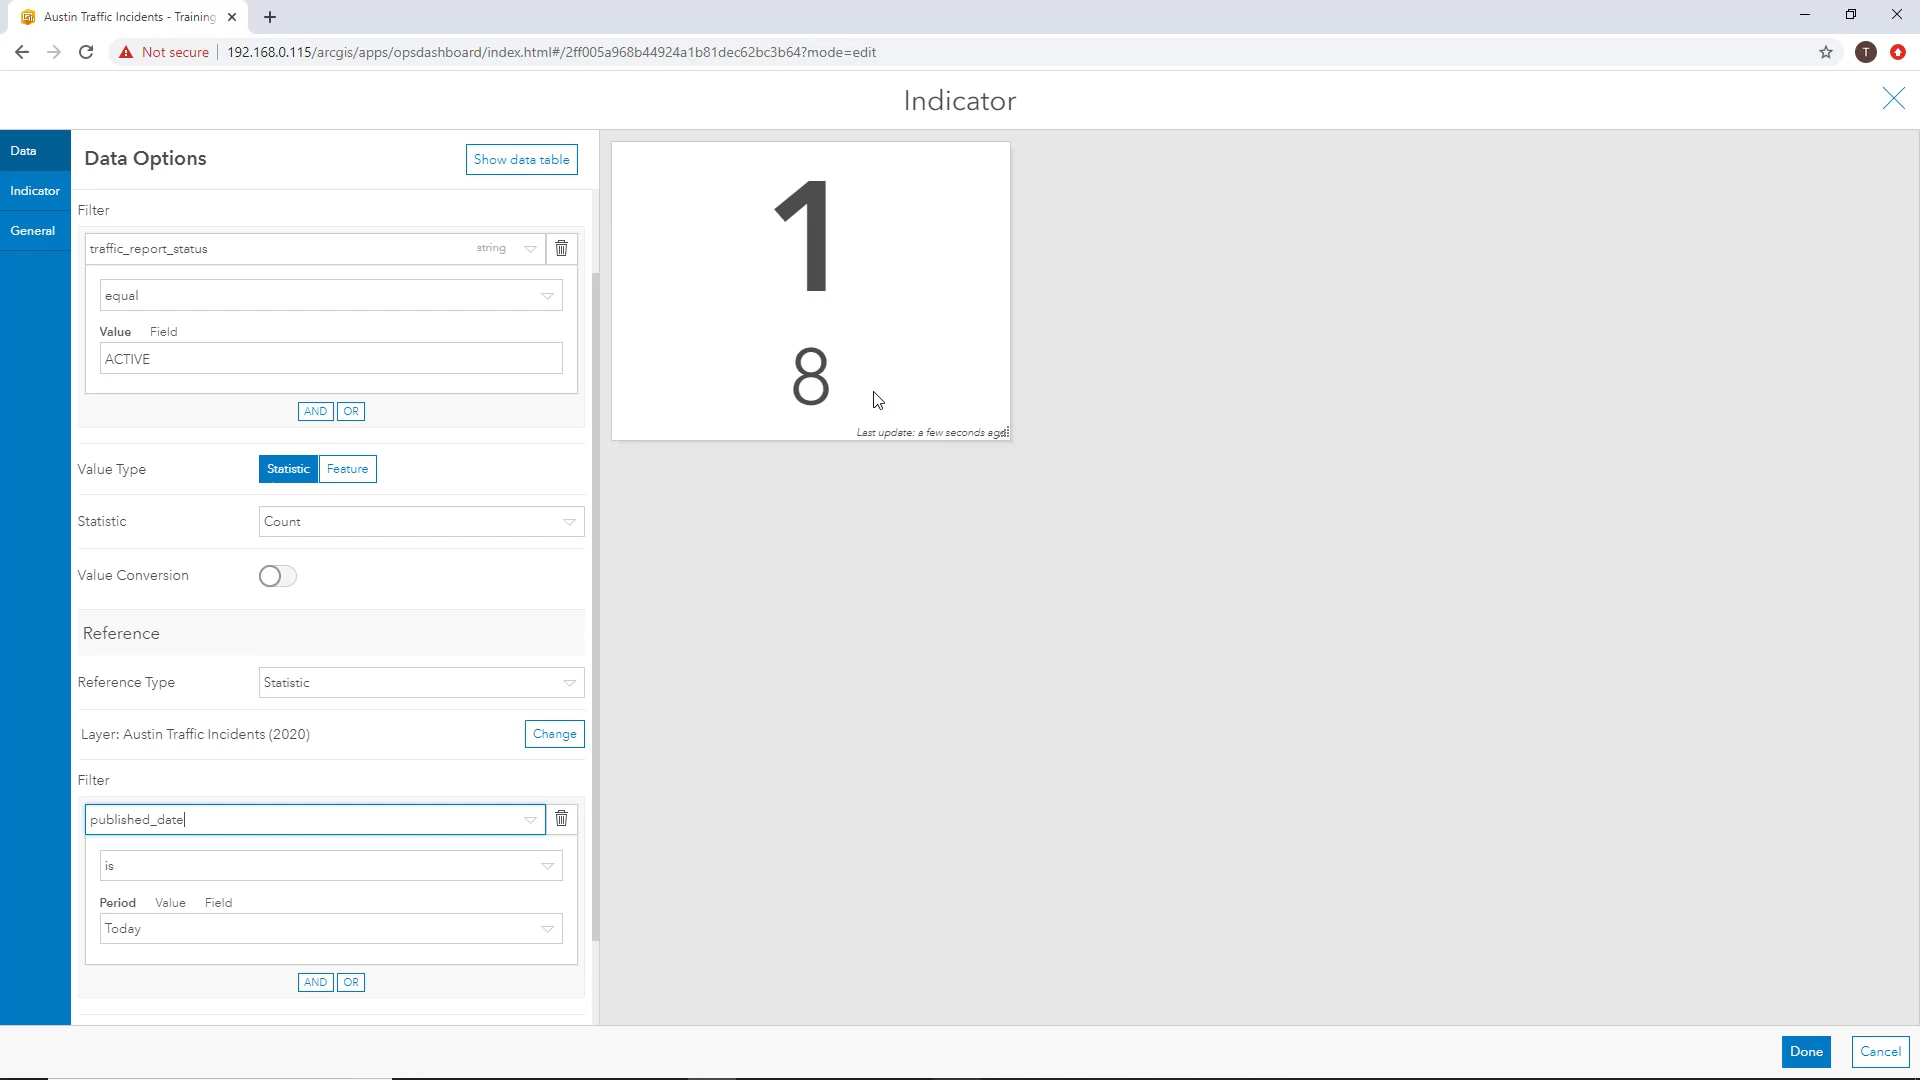 Austin Traffic Incidents - Training
Not secure
192.168.0.115/arcgis/apps/opsdashboard/index.html#/2ff005a968b44924a1b81dec62bc3b64?mode=edit
T
Indicator
Data
Indicator
General
Data Options
Show data table
Filter
traffic_report_status string
equal
Value Field
ACTIVE
AND OR
Value Type Statistic Feature
Statistic Count
Value Conversion
Reference
Reference Type Statistic
Layer: Austin Traffic Incidents (2020) Change
Filter
published_date
is
Period Value Field
Today
AND OR
1
8
Last update: a few seconds ago
Done Cancel